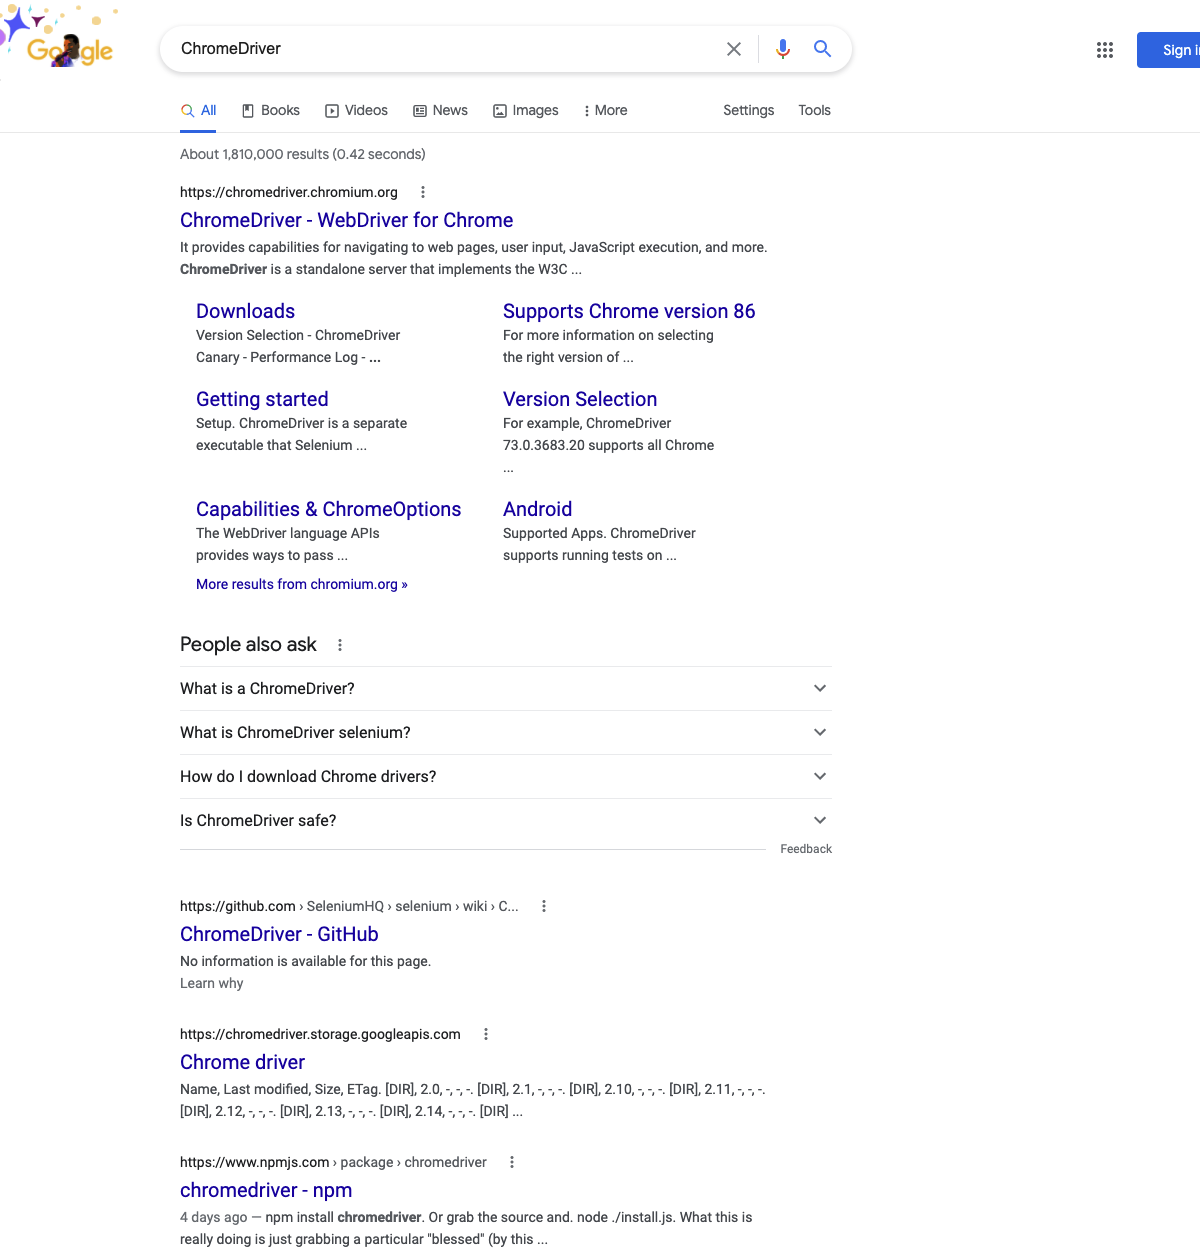 Google
ChromeDriver
Sign i
All
Books
Videos
News
Images
More
Settings
Tools
About 1,810,000 results (0.42 seconds)
https://chromedriver.chromium.org
ChromeDriver - WebDriver for Chrome
It provides capabilities for navigating to web pages, user input, JavaScript execution, and more.
ChromeDriver is a standalone server that implements the W3C ...
Downloads
Version Selection - ChromeDriver
Canary - Performance Log - ...
Supports Chrome version 86
For more information on selecting
the right version of ...
Getting started
Setup. ChromeDriver is a separate
executable that Selenium ...
Version Selection
For example, ChromeDriver
73.0.3683.20 supports all Chrome
...
Capabilities & ChromeOptions
The WebDriver language APIs
provides ways to pass ...
Android
Supported Apps. ChromeDriver
supports running tests on ...
More results from chromium.org »
People also ask
What is a ChromeDriver?
What is ChromeDriver selenium?
How do I download Chrome drivers?
Is ChromeDriver safe?
Feedback
https://github.com › SeleniumHQ › selenium › wiki › C...
ChromeDriver - GitHub
No information is available for this page.
Learn why
https://chromedriver.storage.googleapis.com
Chrome driver
Name, Last modified, Size, ETag. [DIR], 2.0, -, -, -. [DIR], 2.1, -, -, -. [DIR], 2.10, -, -, -. [DIR], 2.11, -, -, -.
[DIR], 2.12, -, -, -. [DIR], 2.13, -, -, -. [DIR], 2.14, -, -, -. [DIR] ...
https://www.npmjs.com › package › chromedriver
chromedriver - npm
4 days ago — npm install chromedriver. Or grab the source and. node ./install.js. What this is
really doing is just grabbing a particular "blessed" (by this ...